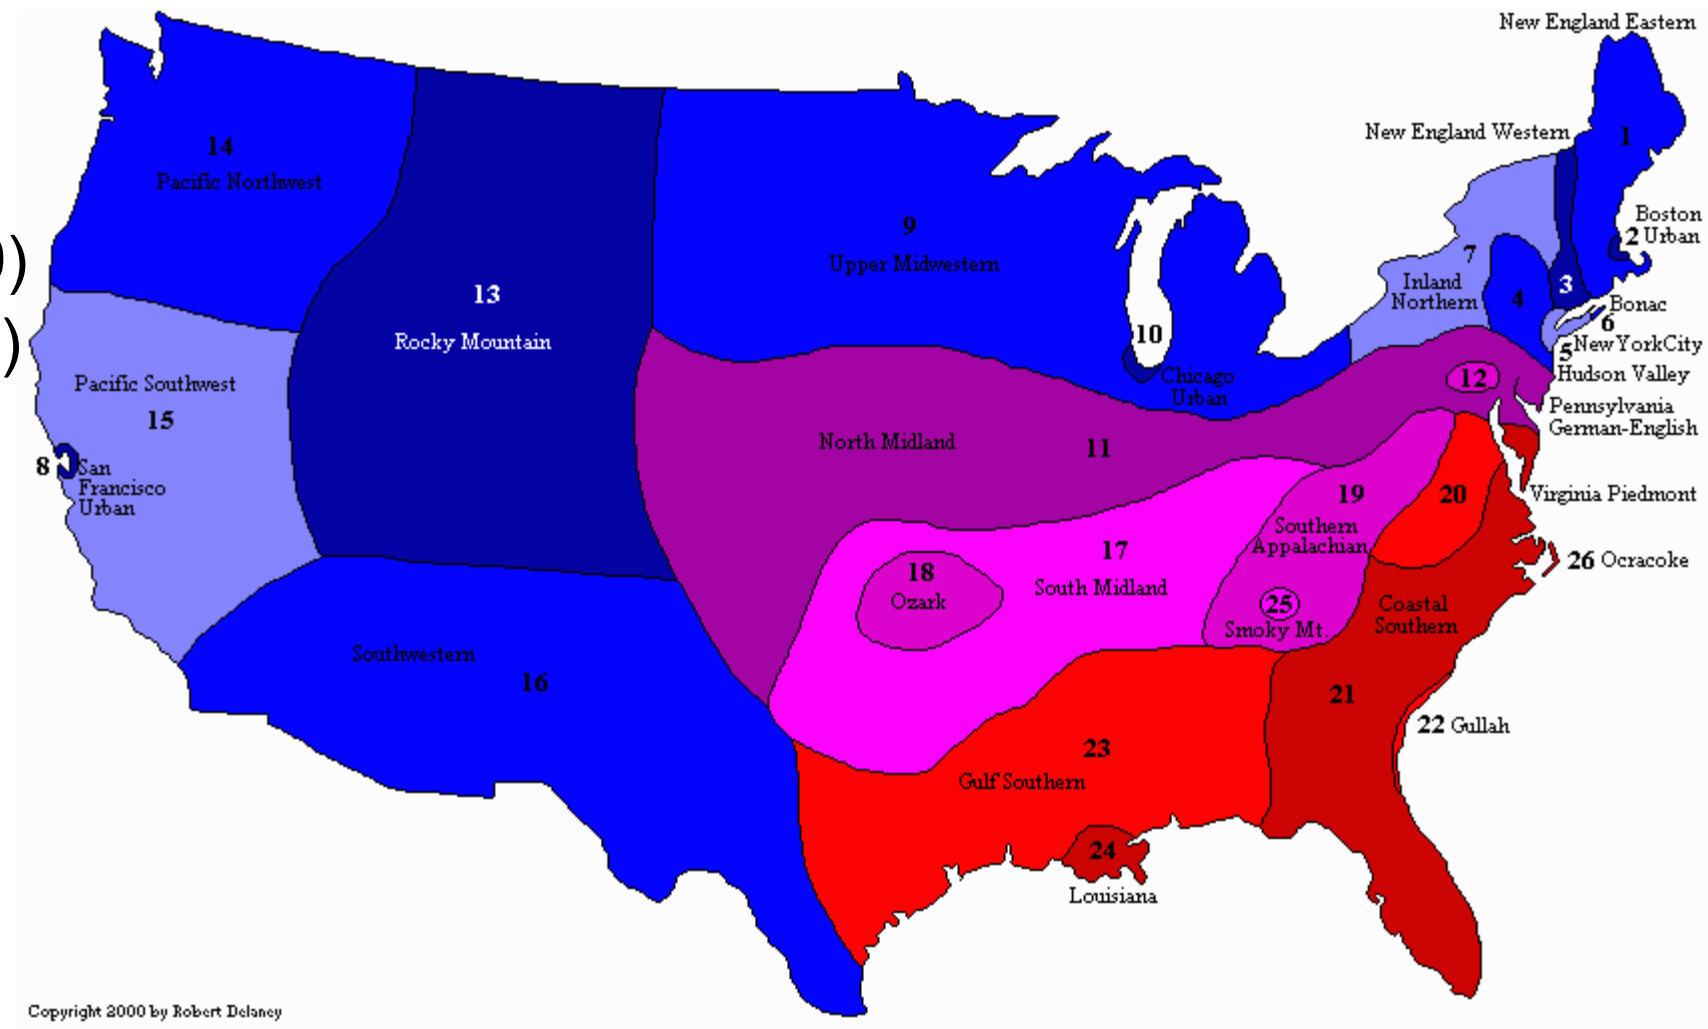 New England Eastern
New England Western
1
14
Pacific Northwest
9
Upper Midwestern
Boston
2 Urban
)
7
Inland
Northern
3
4
13
Rocky Mountain
Bonac
6
10
)
5 New York City
Chicago
Urban
12
Hudson Valley
Pacific Southwest
15
Pennsylvania
German-English
North Midland
11
8 San
Francisco
Urban
19
20
Virginia Piedmont
Southern
Appalachian
17
South Midland
18
Ozark
26 Ocracoke
25
Smoky Mt.
Coastal
Southern
Southwestern
16
21
22 Gullah
23
Gulf Southern
24
Louisiana
Copyright 2000 by Robert Delaney